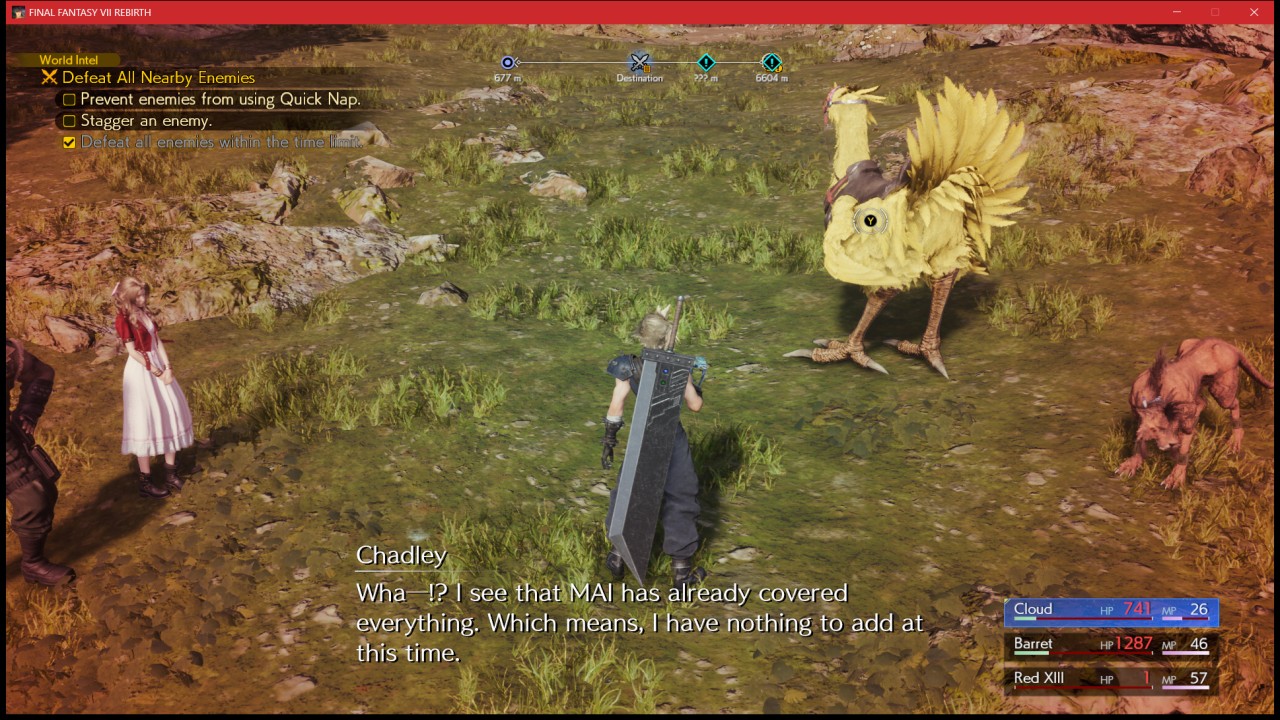 FINAL FANTASY VII REBIRTH
World Intel
Defeat All Nearby Enemies
Prevent enemies from using Quick Nap.
Stagger an enemy.
Defeat all enemies within the time limit.
677 m
Destination
??? m
6604 m
Y
Chadley
Wha—!? I see that MAI has already covered
everything. Which means, I have nothing to add at
this time.
Cloud HP 741 MP 26
Barret HP 1287 MP 46
Red XIII HP 1 MP 57